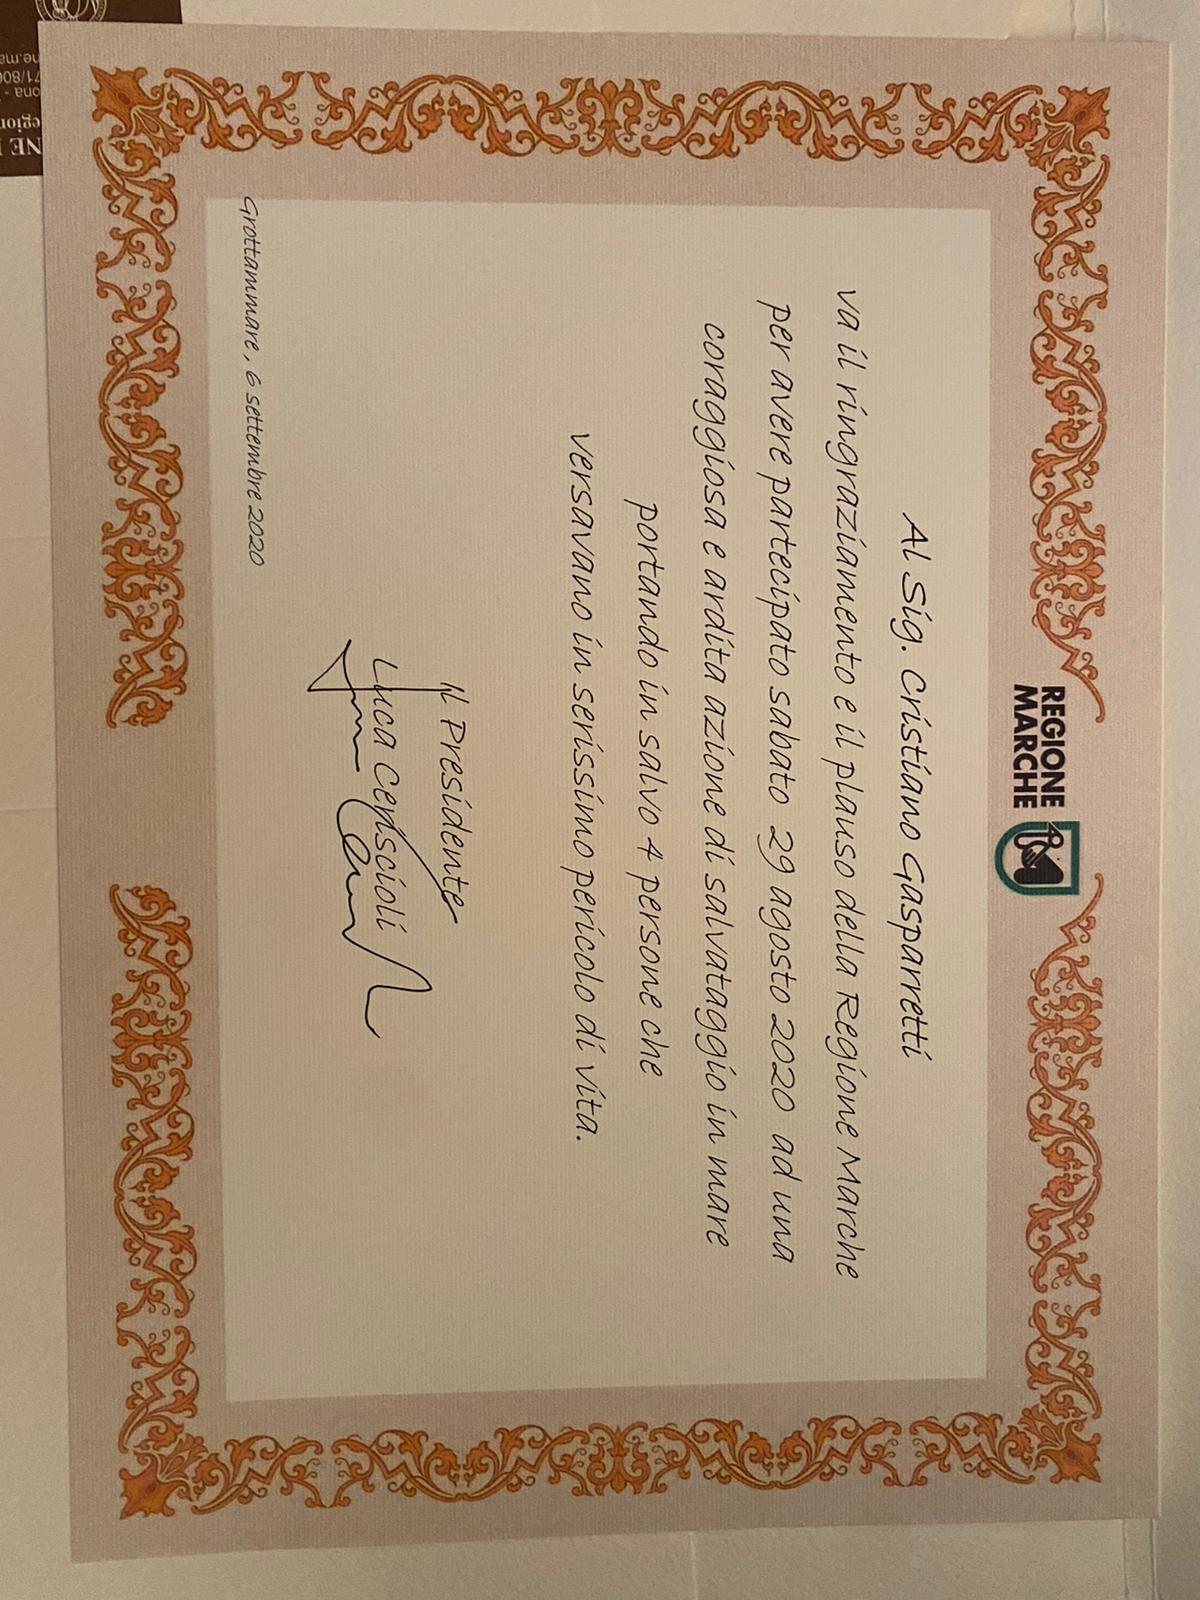 REGIONE
MARCHE
Al Sig. Cristiano Gasparretti
va il ringraziamento e il plauso della Regione Marche
per avere partecipato sabato 29 agosto 2020 ad una
coraggiosa e ardita azione di salvataggio in mare
portando in salvo 4 persone che
versavano in serissimo pericolo di vita.
Il Presidente
Luca Ceriscioli
Grottammare, 6 settembre 2020